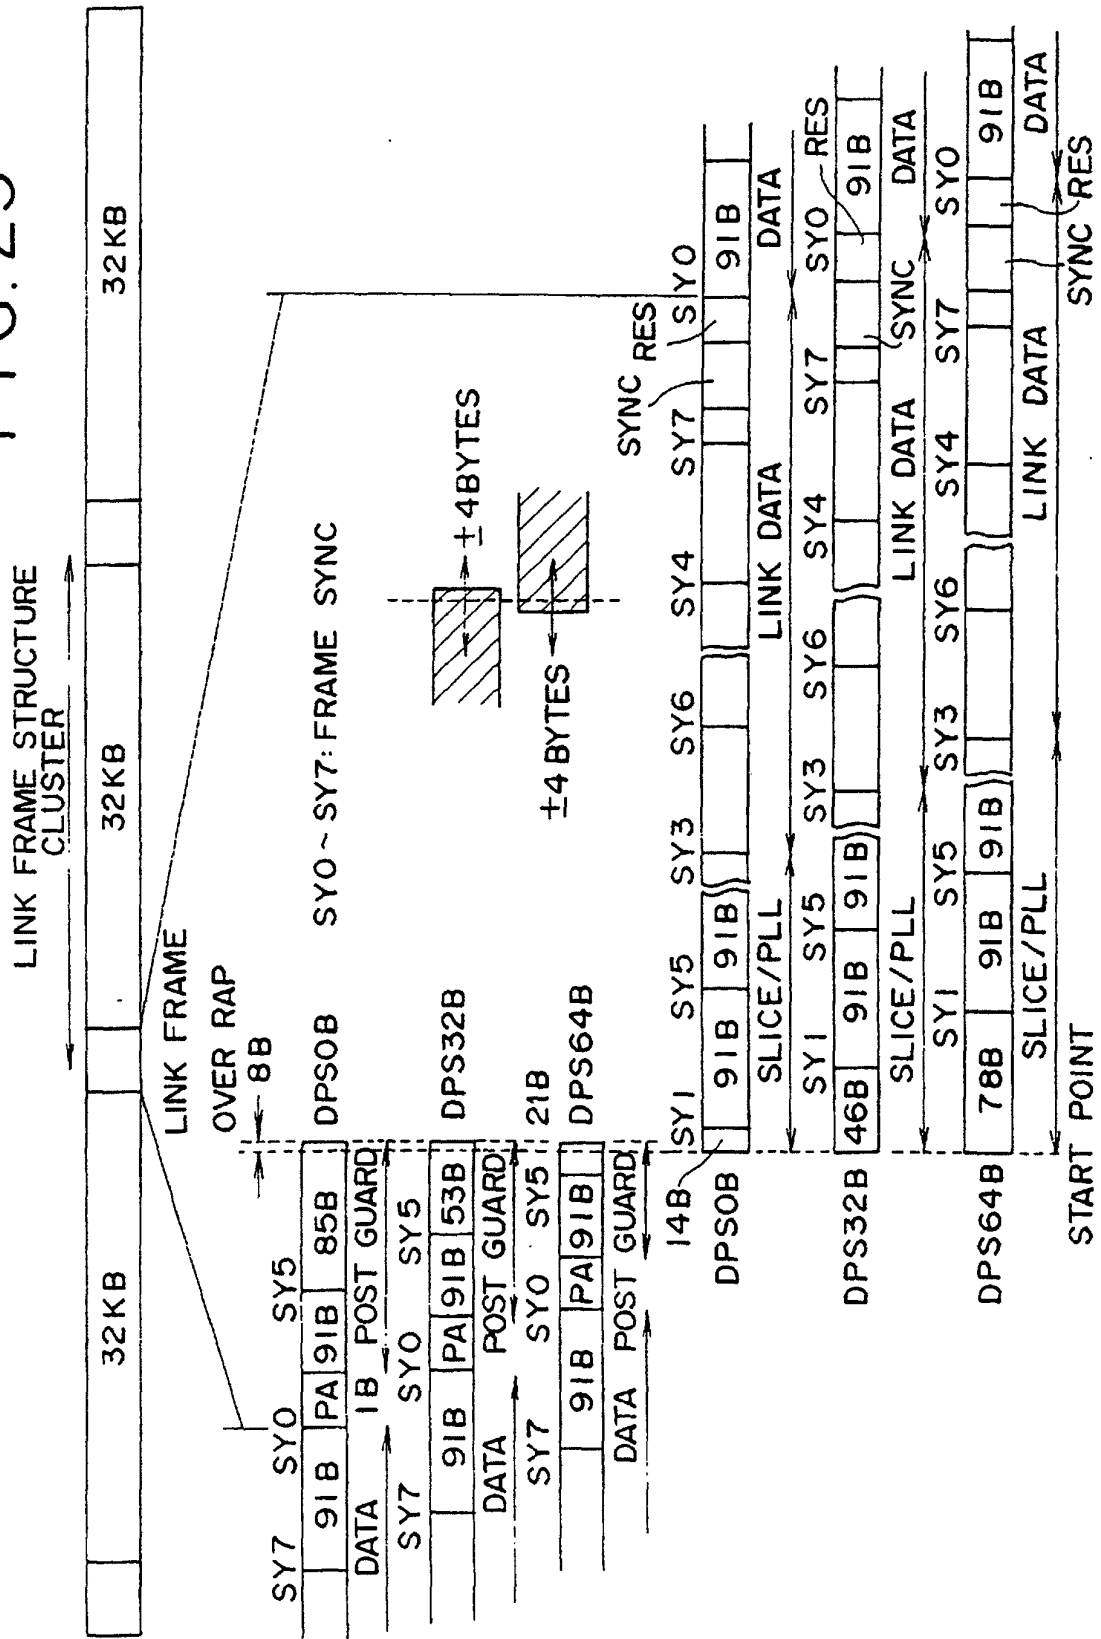 FIG. 25
LINK FRAME STRUCTURE
CLUSTER
32KB 32KB 32KB
LINK FRAME
OVER RAP
8B
SY7 SY0 SY5
91B PA 91B 85B DPS0B
DATA 1B POST GUARD
SY0~SY7: FRAME SYNC
SY7 SY0 SY5
91B PA 91B 53B DPS32B
DATA POST GUARD
21B
SY7 SY0 SY5
91B PA 91B DPS64B
DATA POST GUARD
±4BYTES
±4BYTES
SYNC RES
14B SY1 SY5 SY3 SY6 SY4 SY7 SY0
DPS0B 91B 91B 91B
SLICE/PLL LINK DATA DATA
SY1 SY5 SY3 SY6 SY4 SY7 SY0 RES
DPS32B 46B 91B 91B 91B
SLICE/PLL LINK DATA SYNC DATA
SY1 SY5 SY3 SY6 SY4 SY7 SY0
DPS64B 78B 91B 91B 91B
SLICE/PLL LINK DATA DATA
START POINT
SYNC RES